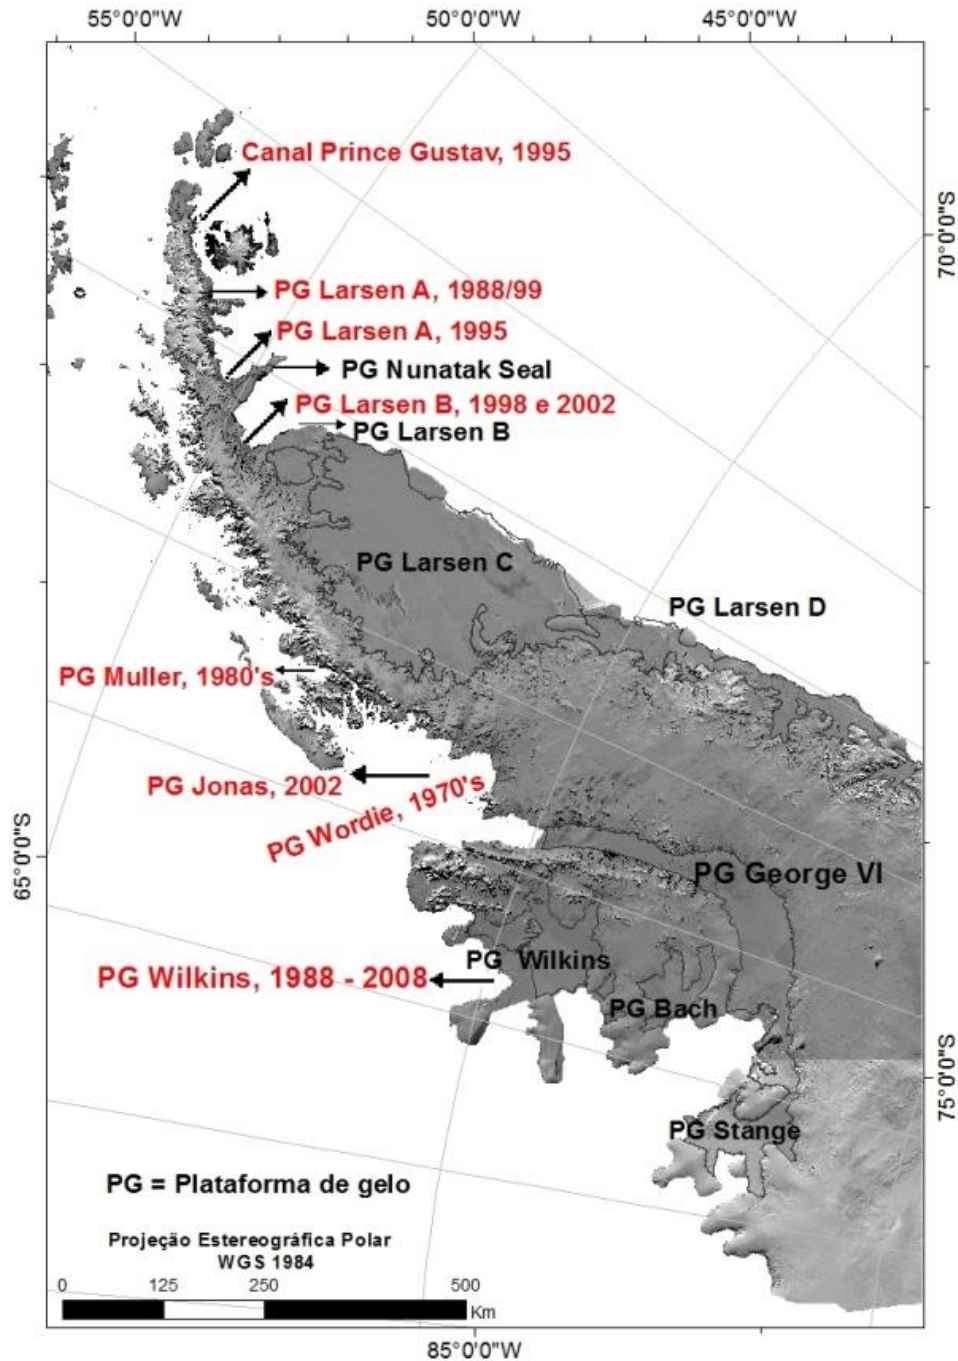 55°0'0"W
50°0'0"W
45°0'0"W
Canal Prince Gustav, 1995
70°0'0"S
PG Larsen A, 1988/99
PG Larsen A, 1995
PG Nunatak Seal
PG Larsen B, 1998 e 2002
PG Larsen B
PG Larsen C
PG Larsen D
PG Muller, 1980's
PG Jonas, 2002
PG Wordie, 1970's
65°0'0"S
PG George VI
PG Wilkins
PG Wilkins, 1988 - 2008
PG Bach
75°0'0"S
PG Stange
PG = Plataforma de gelo
Projeção Estereográfica Polar
WGS 1984
0 125 250 500
Km
85°0'0"W